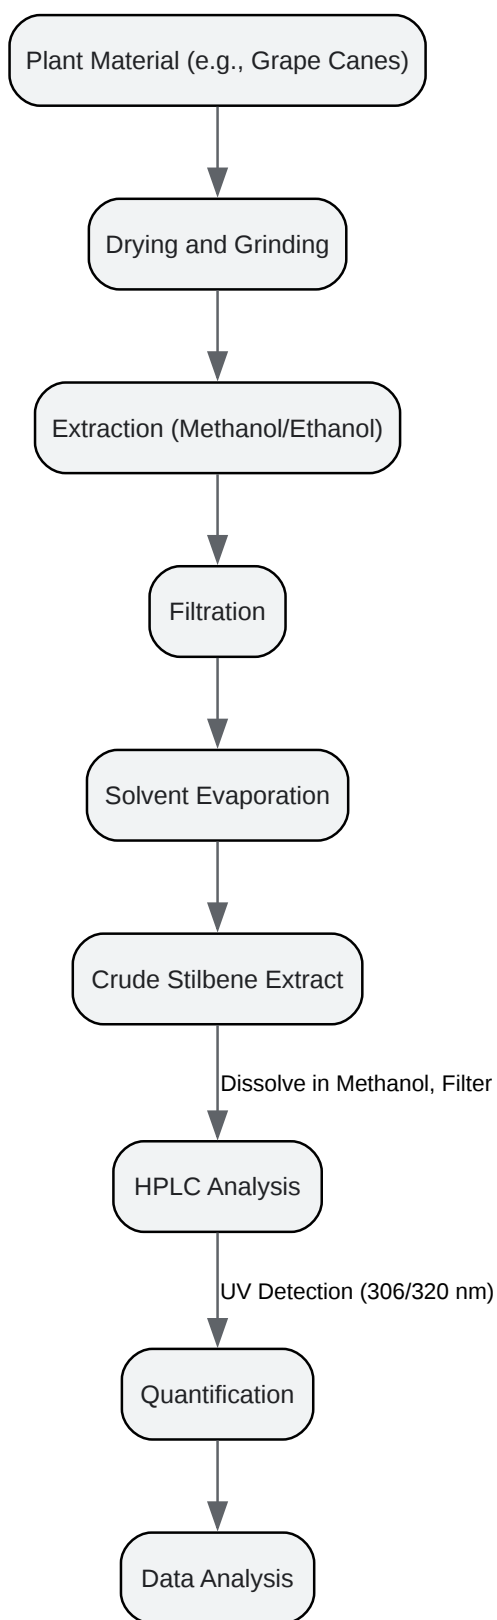 Plant Material (e.g., Grape Canes)
Drying and Grinding
Extraction (Methanol/Ethanol)
Filtration
Solvent Evaporation
Crude Stilbene Extract
Dissolve in Methanol, Filter
HPLC Analysis
UV Detection (306/320 nm)
Quantification
Data Analysis